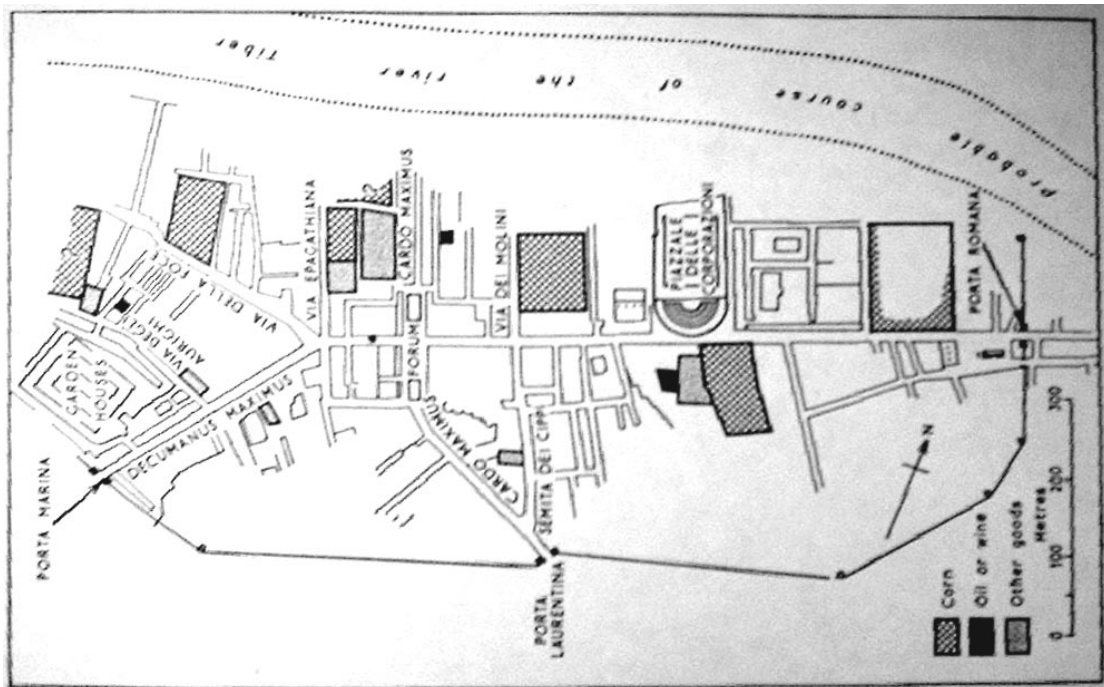 probable course of the river Tiber
PORTA MARINA
GARDEN
HOUSES
VIA DEGLI
AURIGHI
VIA DELLA FOCE
DECUMANUS MAXIMUS
VIA EPAGATHIANA
CARDO MAXIMUS
FORUM
VIA DEI MOLINI
PIAZZALE
DELLE
CORPORAZIONI
PORTA ROMANA
CARDO MAXIMUS
SEMITA DEI CIPPI
PORTA
LAURENTINA
N
Corn
Oil or wine
Other goods
0 100 200 300
Metres